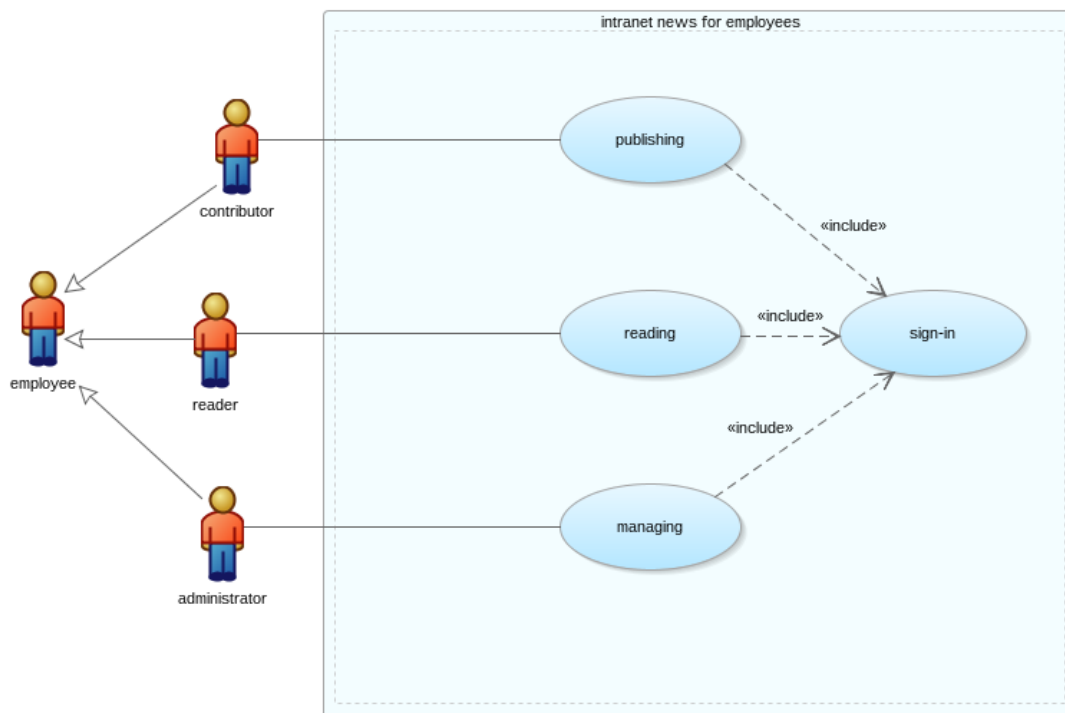 intranet news for employees
publishing
contributor
«include»
«include»
reading
sign-in
employee
reader
«include»
managing
administrator